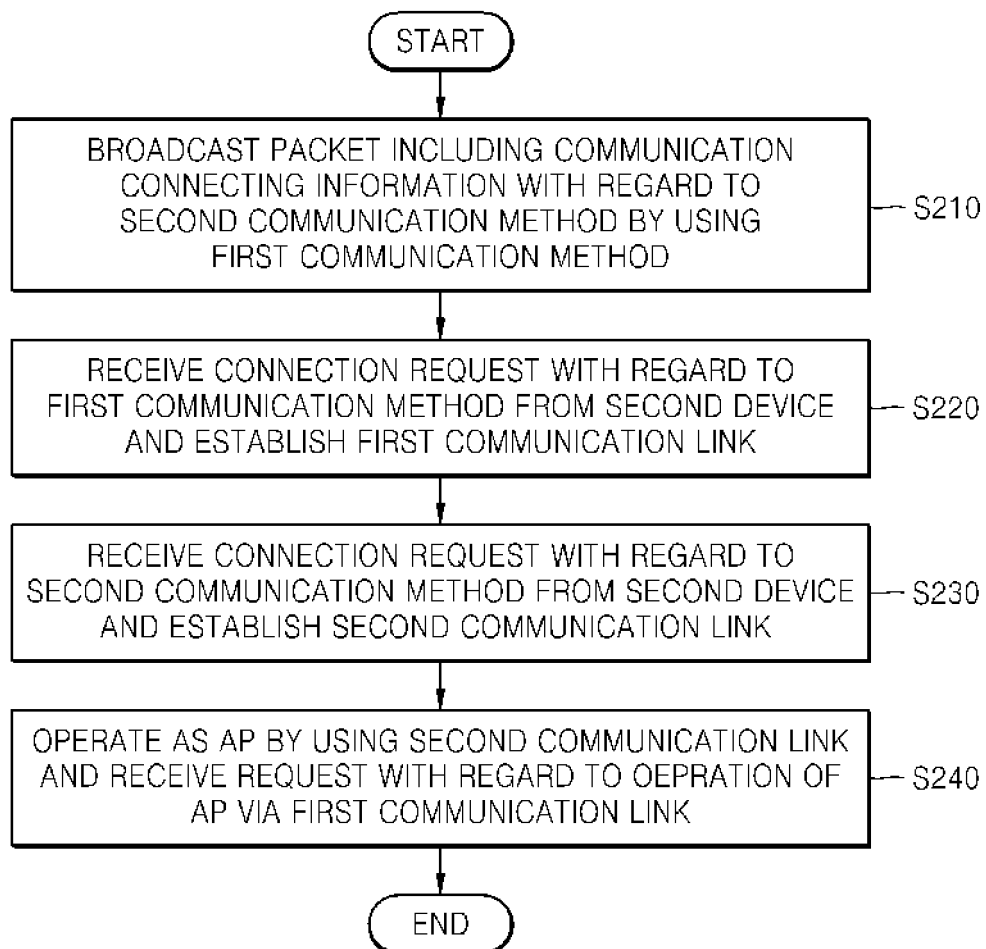 START
BROADCAST PACKET INCLUDING COMMUNICATION
CONNECTING INFORMATION WITH REGARD TO
SECOND COMMUNICATION METHOD BY USING
FIRST COMMUNICATION METHOD
S210
RECEIVE CONNECTION REQUEST WITH REGARD TO
FIRST COMMUNICATION METHOD FROM SECOND DEVICE
AND ESTABLISH FIRST COMMUNICATION LINK
S220
RECEIVE CONNECTION REQUEST WITH REGARD TO
SECOND COMMUNICATION METHOD FROM SECOND DEVICE
AND ESTABLISH SECOND COMMUNICATION LINK
S230
OPERATE AS AP BY USING SECOND COMMUNICATION LINK
AND RECEIVE REQUEST WITH REGARD TO OEPRATION OF
AP VIA FIRST COMMUNICATION LINK
S240
END